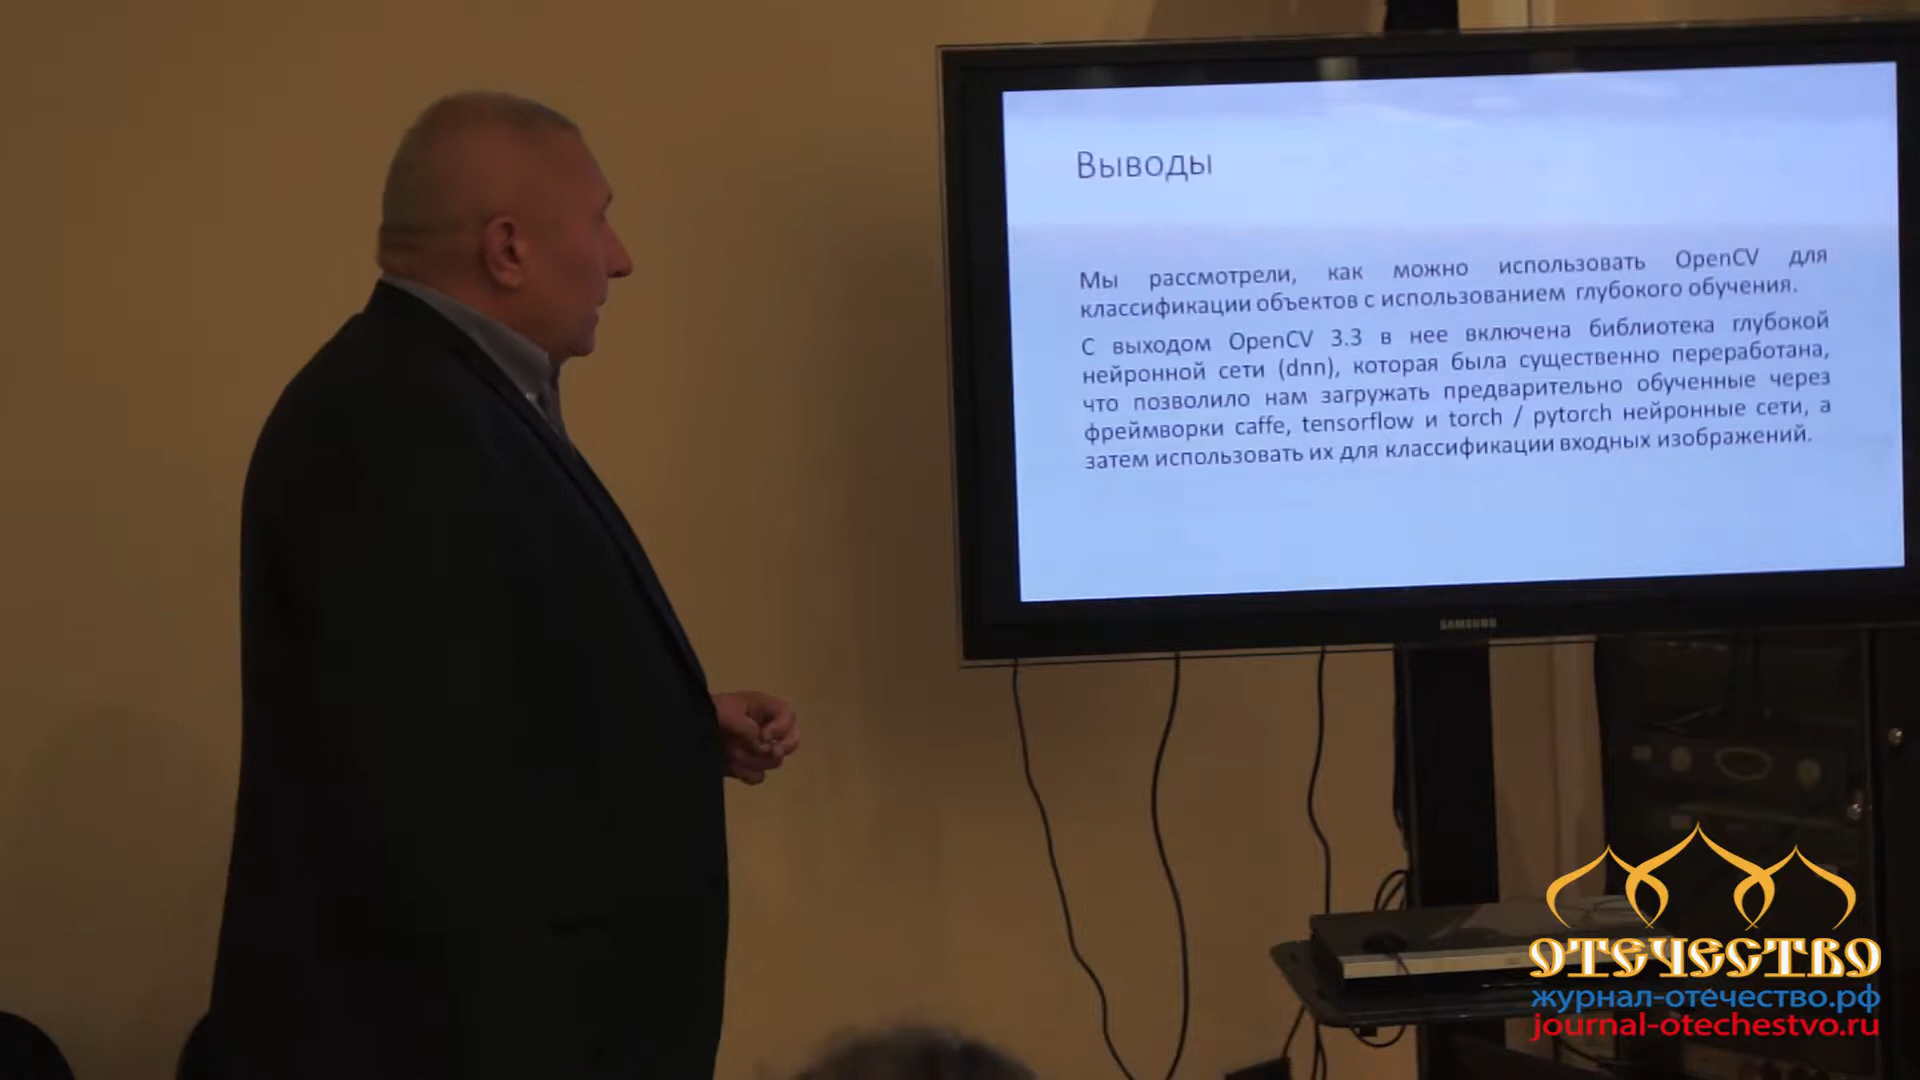 Выводы
Мы рассмотрели, как можно использовать OpenCV для
классификации объектов с использованием глубокого обучения.
С выходом OpenCV 3.3 в нее включена библиотека глубокой
нейронной сети (dnn), которая была существенно переработана,
что позволило нам загружать предварительно обученные через
фреймворки caffe, tensorflow и torch / pytorch нейронные сети, а
затем использовать их для классификации входных изображений.
SAMSUNG
ОТЕЧЕСТВО
журнал-отечество.рф
journal-otechestvo.ru